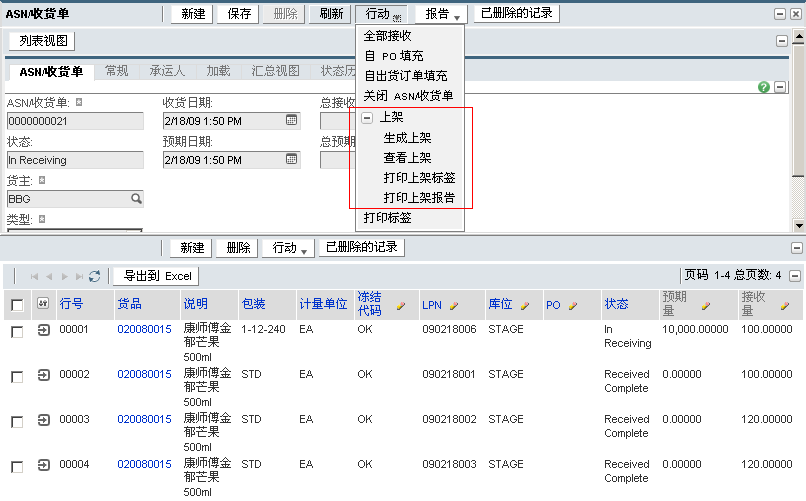 ASN/收货单 新建 保存 删除 刷新 行动 报告 已删除的记录
列表视图
全部接收
自 PO 填充
自出货订单填充
关闭 ASN/收货单
上架
生成上架
查看上架
打印上架标签
打印上架报告
打印标签
ASN/收货单 常规 承运人 加载 汇总视图 状态历
ASN/收货单: 收货日期: 总接收
0000000021 2/18/09 1:50 PM
状态: 预期日期: 总预期
In Receiving 2/18/09 1:50 PM
货主:
BBG
类型:
新建 删除 行动 已删除的记录
导出到 Excel 页码 1-4 总页数: 4
行号 货品 说明 包装 计量单位 冻结代码 LPN 库位 PO 状态 预期量 接收量
00001 020080015 康师傅金郁芒果500ml 1-12-240 EA OK 090218006 STAGE In Receiving 10,000.00000 100.00000
00002 020080015 康师傅金郁芒果500ml STD EA OK 090218001 STAGE Received Complete 0.00000 100.00000
00003 020080015 康师傅金郁芒果500ml STD EA OK 090218002 STAGE Received Complete 0.00000 120.00000
00004 020080015 康师傅金郁芒果500ml STD EA OK 090218003 STAGE Received Complete 0.00000 120.00000